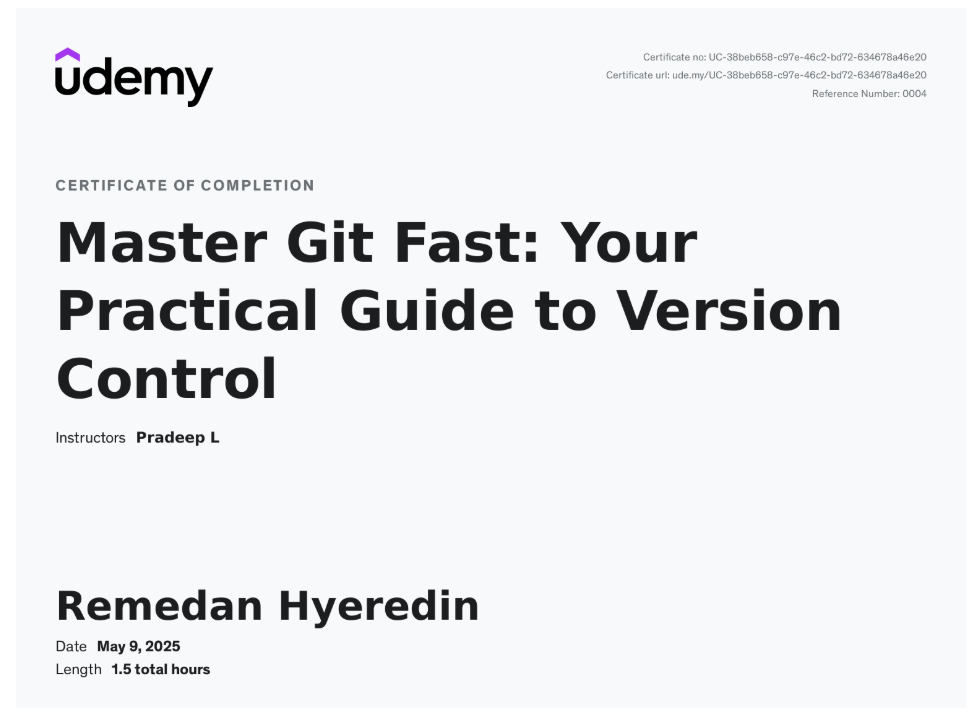 udemy
Certificate no: UC-38beb658-c97e-46c2-bd72-634678a46e20
Certificate url: ude.my/UC-38beb658-c97e-46c2-bd72-634678a46e20
Reference Number: 0004
CERTIFICATE OF COMPLETION
Master Git Fast: Your
Practical Guide to Version
Control
Instructors Pradeep L
Remedan Hyeredin
Date May 9, 2025
Length 1.5 total hours